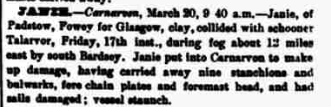 JANIE.—Carnarvon, March 20, 9 40 a.m.—Janie, of
Padstow, Fowey for Glasgow, clay, collided with schooner
Talarvor, Friday, 17th inst., during fog about 12 miles
east by south Bardsey. Janie put into Carnarvon to make
up damage, having carried away nine stanchions and
bulwarks, fore chain plates and foremast bead, and had
sails damaged; vessel staunch.